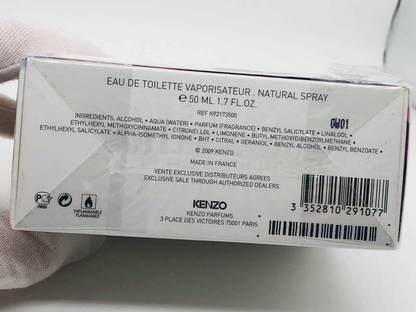 EAU DE TOILETTE VAPORISATEUR . NATURAL SPRAY
℮ 50 ML 1.7 FL.OZ.
REF K92173500
0W01
INGREDIENTS: ALCOHOL • AQUA (WATER) • PARFUM (FRAGRANCE) • BENZYL SALICYLATE • LINALOOL •
ETHYLHEXYL METHOXYCINNAMATE • CITRONELLOL • LIMONENE • BUTYL METHOXYDIBENZOYLMETHANE •
ETHYLHEXYL SALICYLATE • ALPHA-ISOMETHYL IONONE • BHT • CITRAL • GERANIOL • BENZYL ALCOHOL • BENZYL BENZOATE
© 2009 KENZO
MADE IN FRANCE
VENTE EXCLUSIVE DISTRIBUTEURS AGREES
EXCLUSIVE SALE THROUGH AUTHORIZED DEALERS
INFLAMMABLE
FLAMMABLE
KENZO
KENZO PARFUMS
3 PLACE DES VICTOIRES 75001 PARIS
3 352810 291077